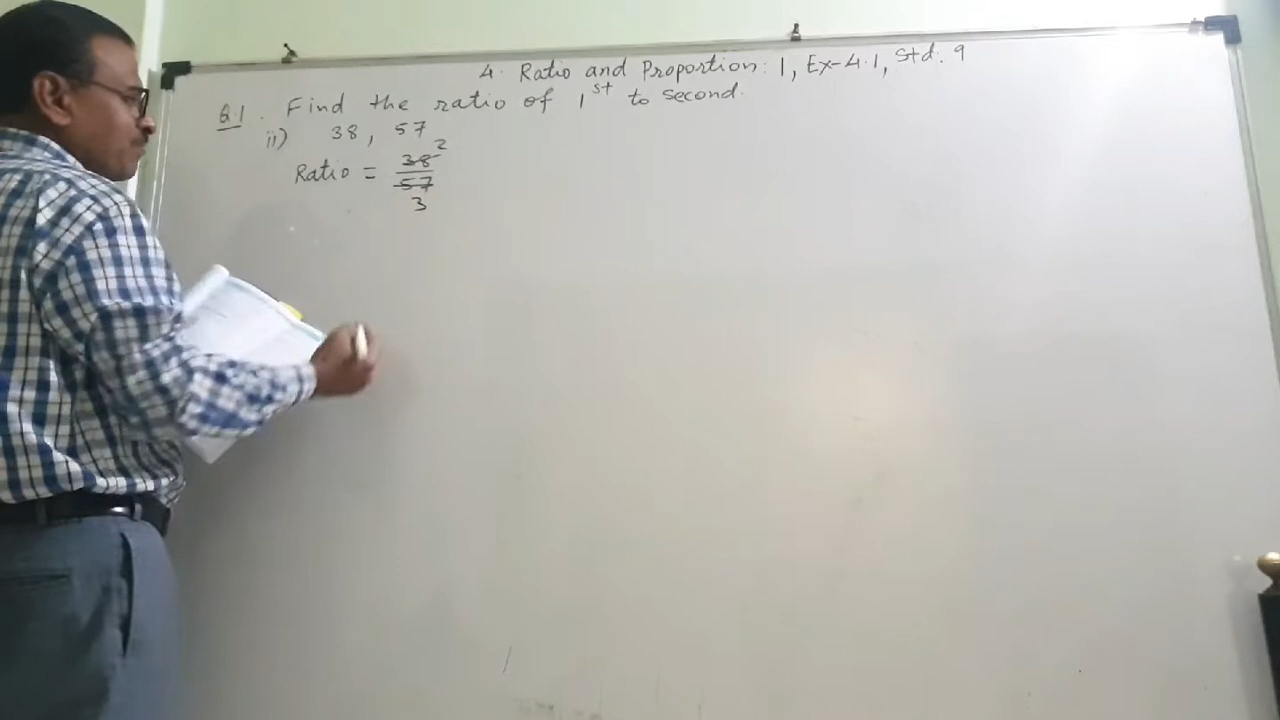 4. Ratio and Proportion: 1, Ex-4.1, Std. 9
Q.1. Find the ratio of 1st to second.
ii) 38, 57
2
Ratio = 38
57
3